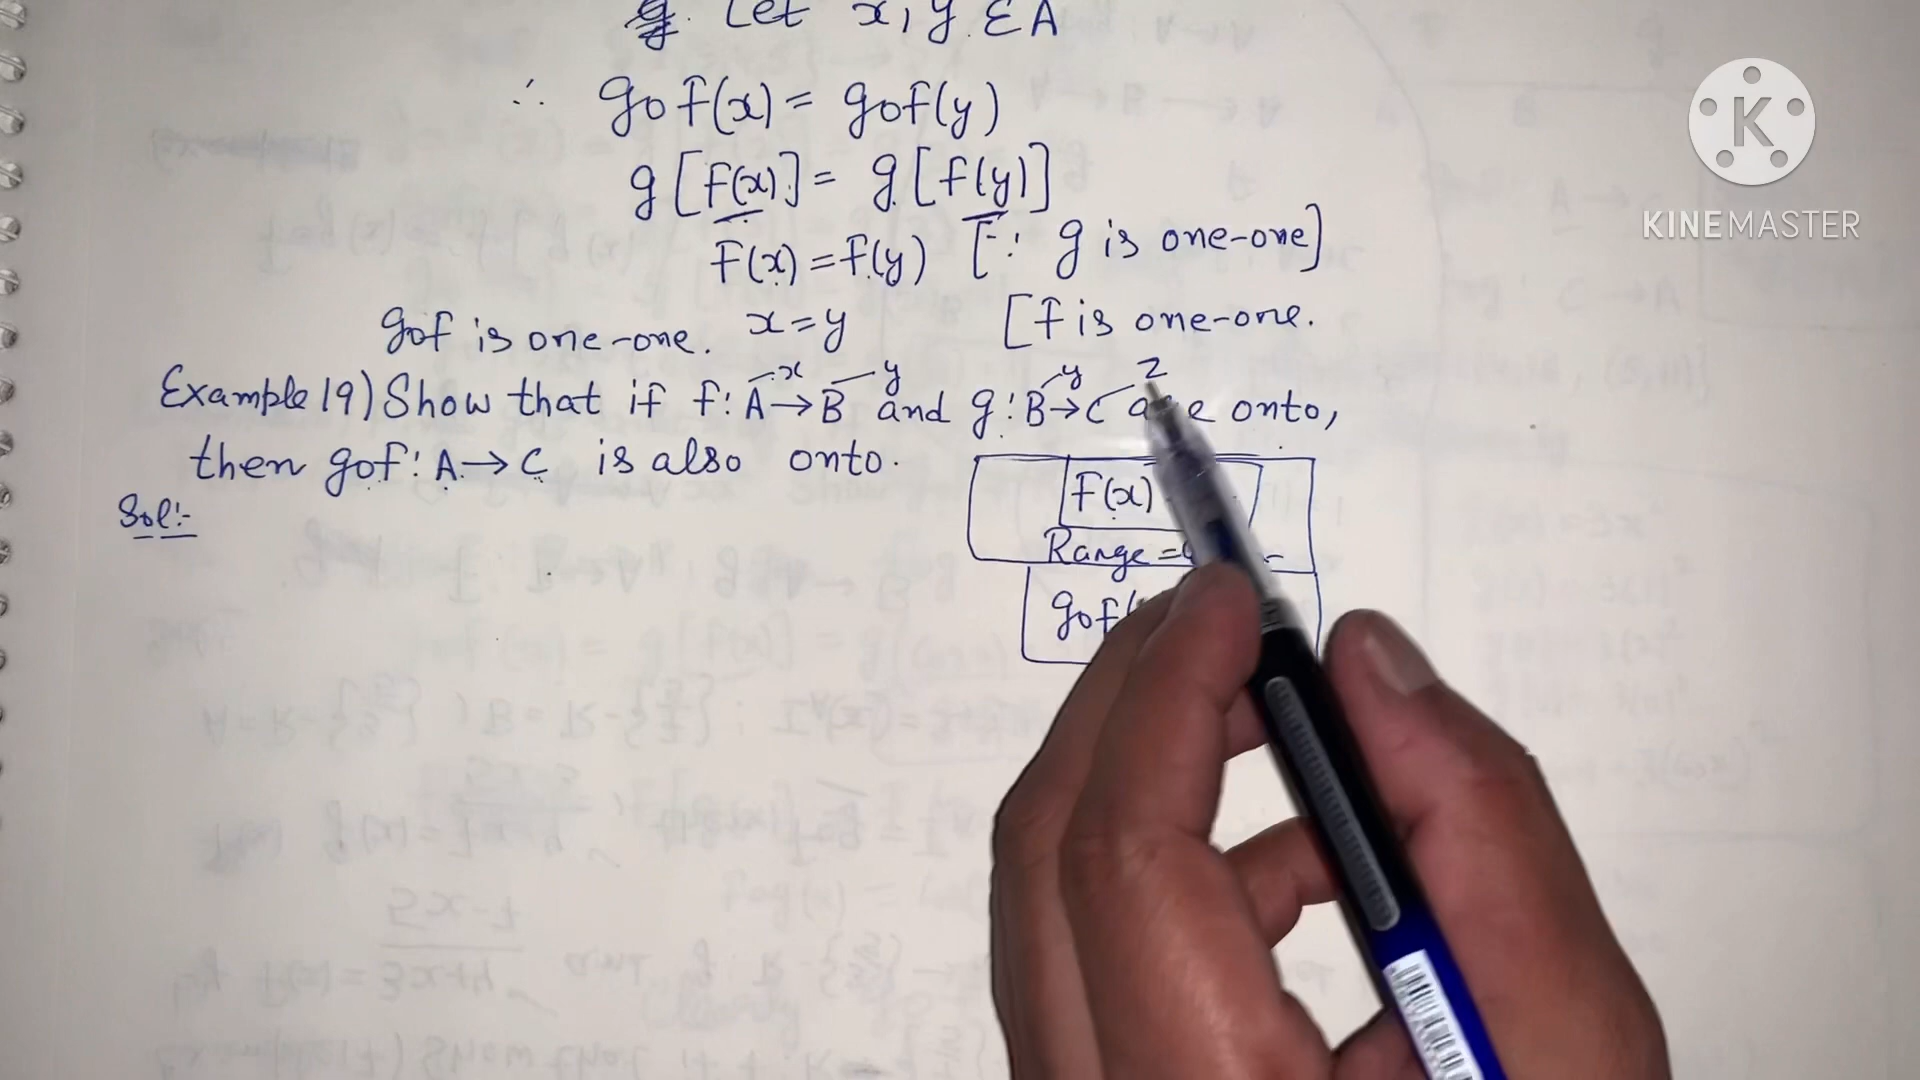 Let x, y ∈ A
∴ gof(x) = gof(y)
g[f(x)] = g[f(y)]
f(x) = f(y) [∵ g is one-one]
gof is one-one. x = y [f is one-one.
x y y z
Example 19) Show that if f: A → B and g: B → C are onto,
then gof: A → C is also onto.
Sol:-
f(x)
Range =
gof(
K
KINEMASTER